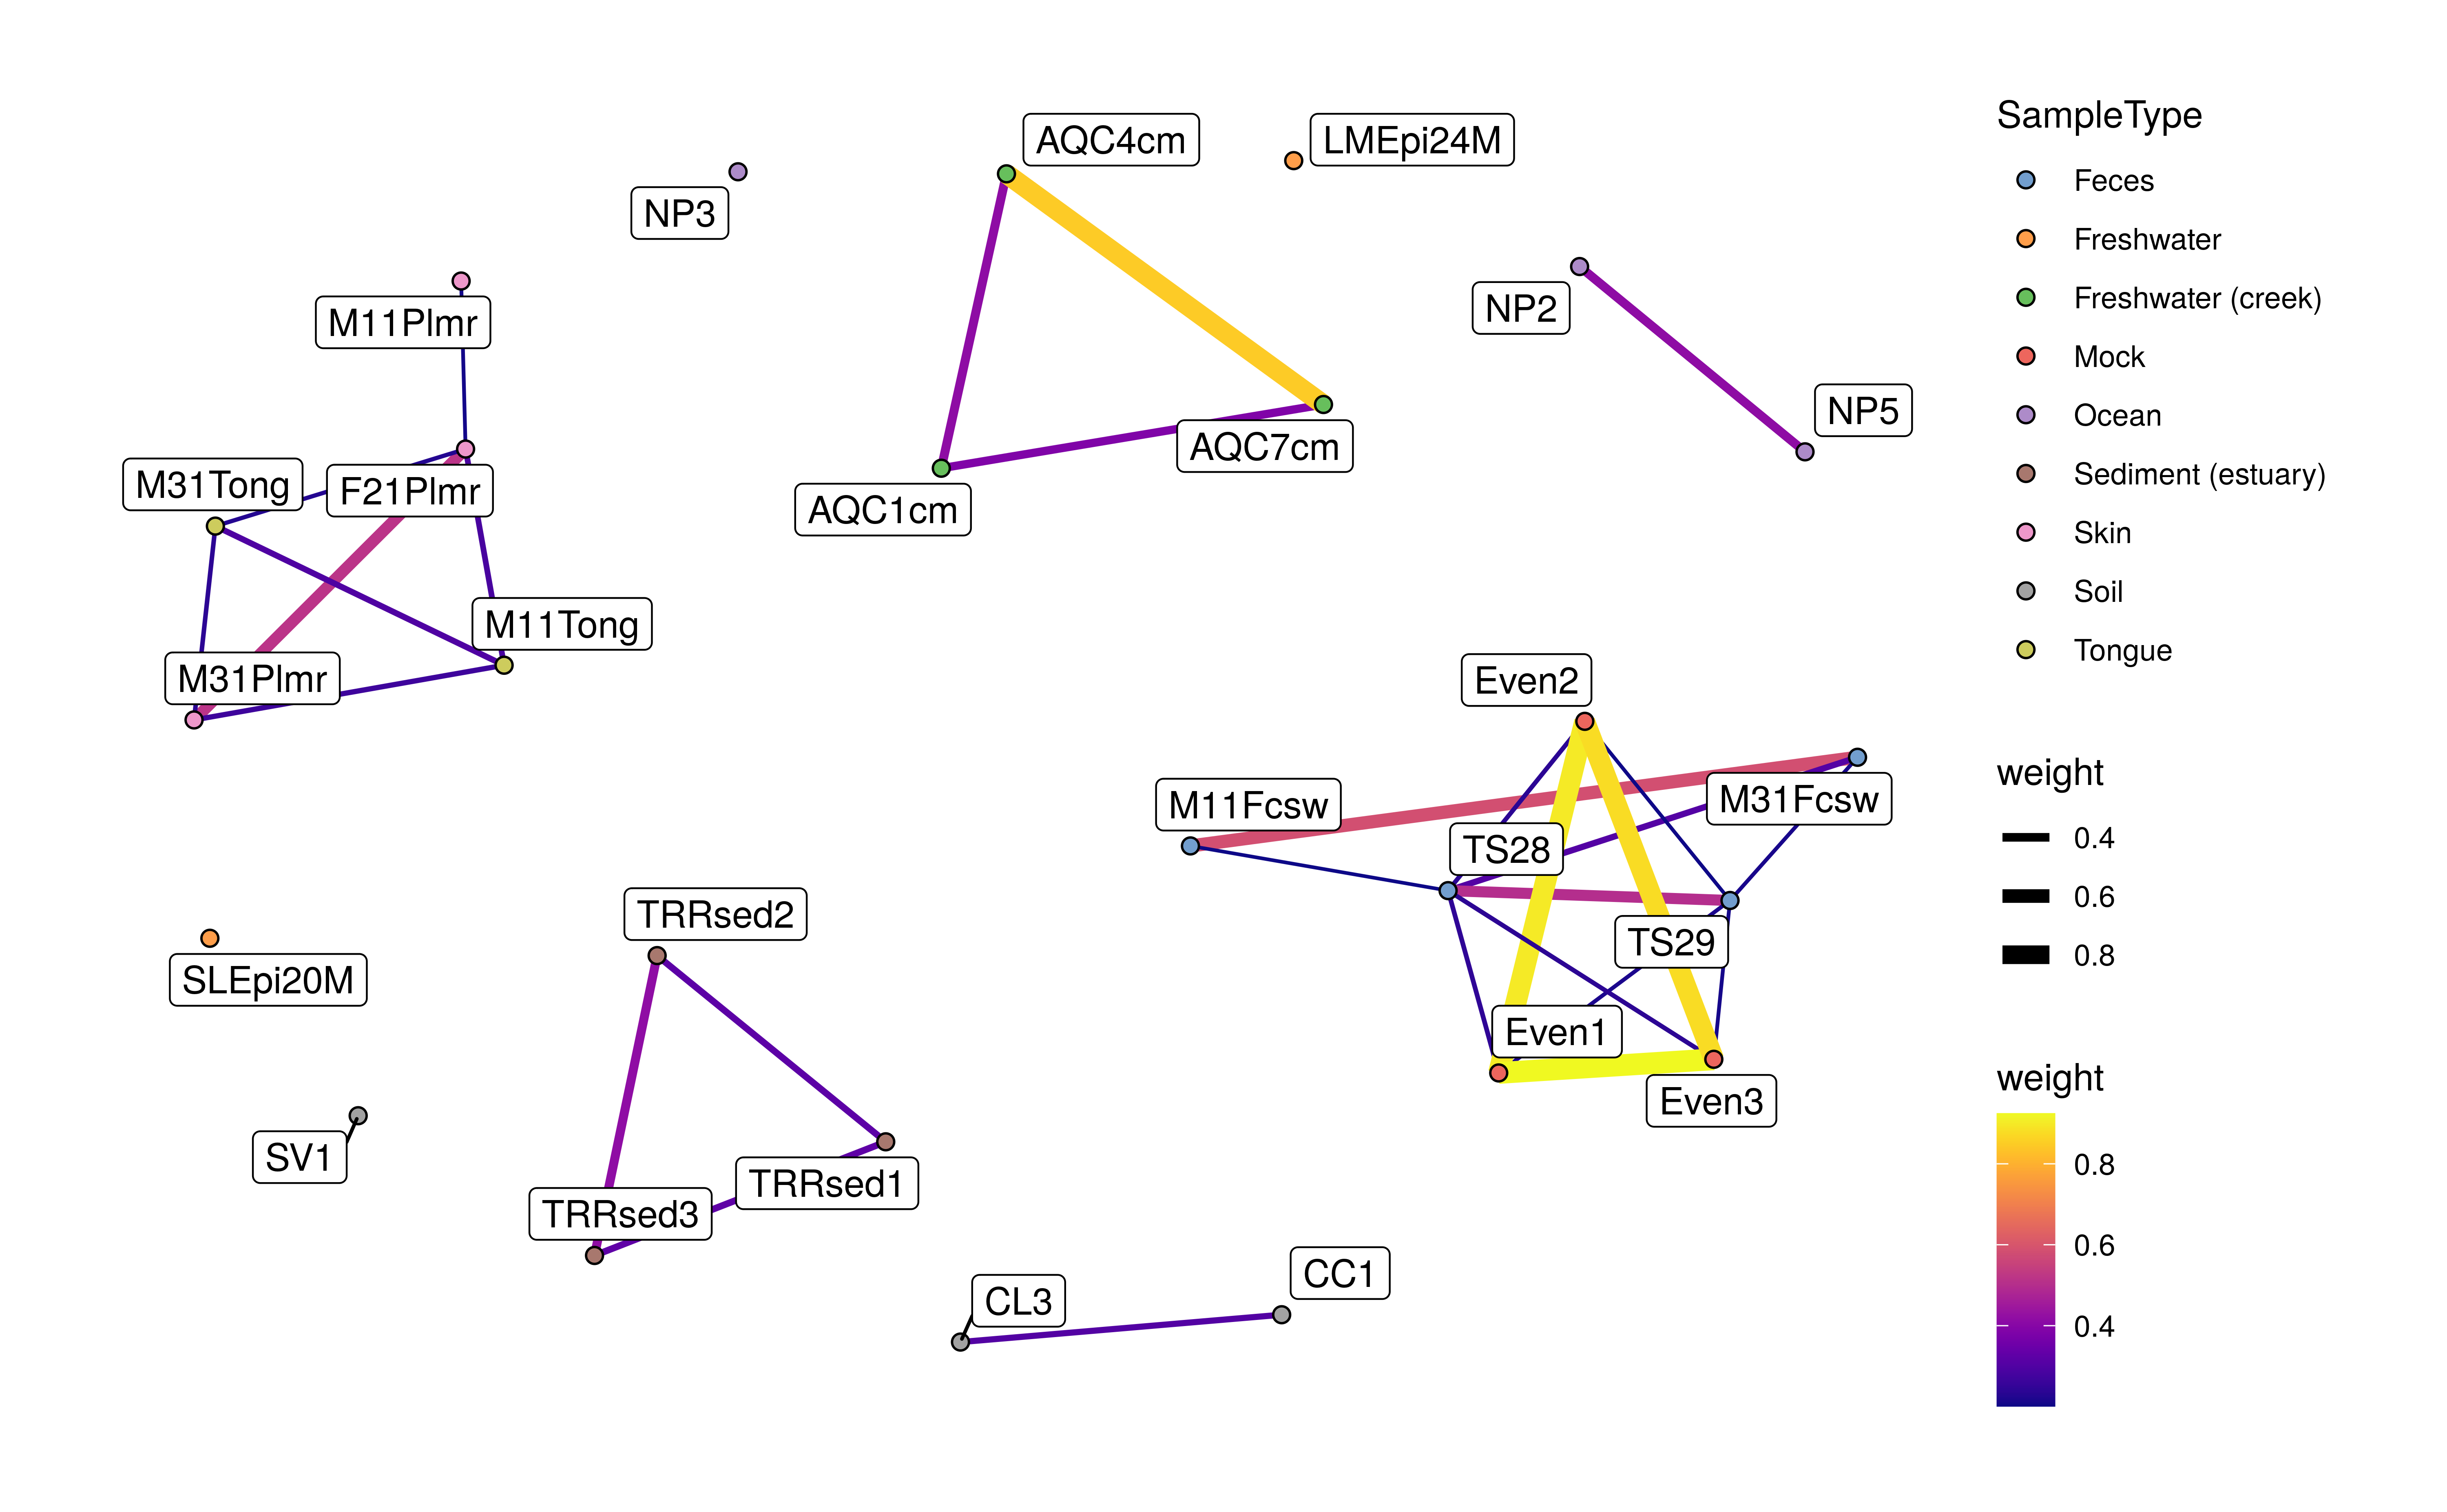 AQC4cm
LMEpi24M
NP3
NP2
M11Plmr
NP5
AQC7cm
M31Tong
F21Plmr
AQC1cm
M11Tong
M31Plmr
Even2
M11Fcsw
M31Fcsw
TS28
TRRsed2
TS29
SLEpi20M
Even1
Even3
SV1
TRRsed1
TRRsed3
CC1
CL3
SampleType
Feces
Freshwater
Freshwater (creek)
Mock
Ocean
Sediment (estuary)
Skin
Soil
Tongue
weight
0.4
0.6
0.8
weight
0.8
0.6
0.4